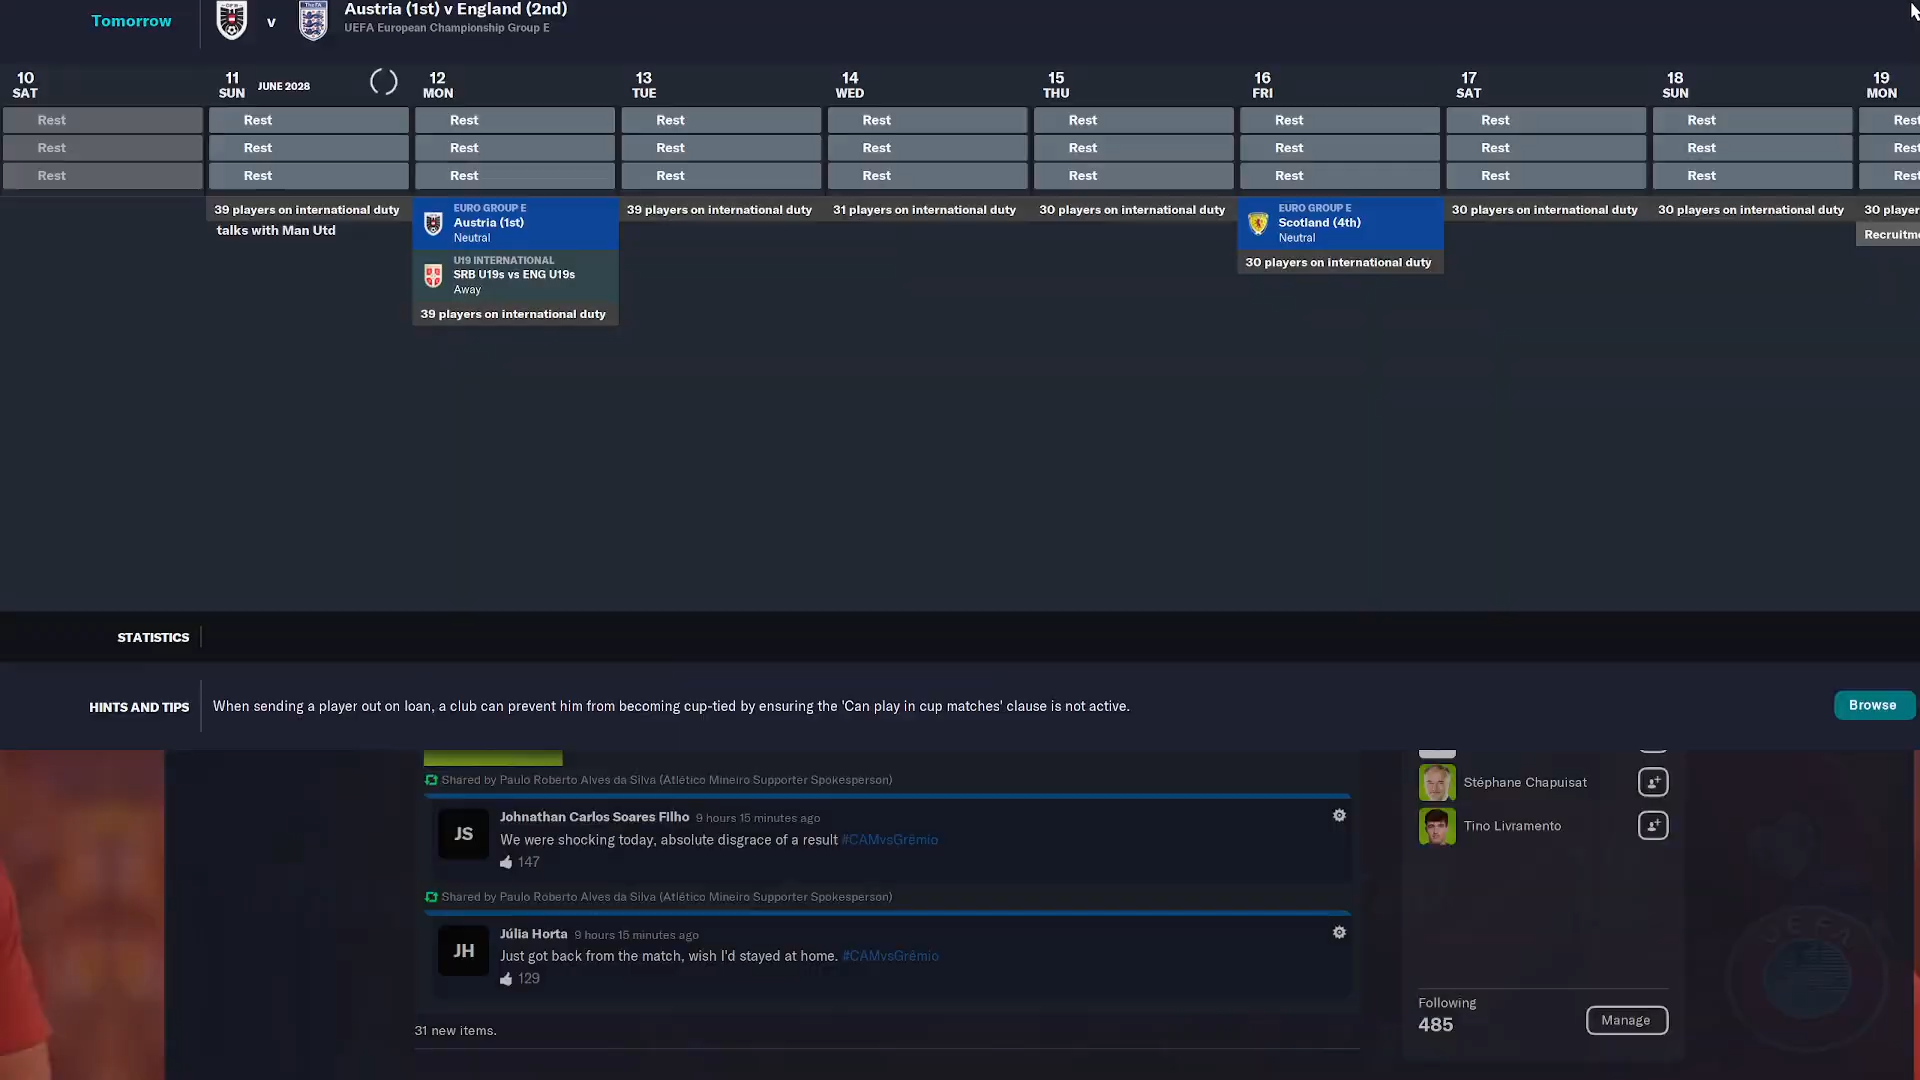 Tomorrow
v
Austria (1st) v England (2nd)
UEFA European Championship Group E
10
SAT
11
SUN
JUNE 2028
12
MON
13
TUE
14
WED
15
THU
16
FRI
17
SAT
18
SUN
19
MON
Rest Rest Rest Rest Rest Rest Rest Rest Rest Rest
Rest Rest Rest Rest Rest Rest Rest Rest Rest Rest
Rest Rest Rest Rest Rest Rest Rest Rest Rest Rest
39 players on international duty
talks with Man Utd
EURO GROUP E
Austria (1st)
Neutral
U19 INTERNATIONAL
SRB U19s vs ENG U19s
Away
39 players on international duty
39 players on international duty
31 players on international duty
30 players on international duty
EURO GROUP E
Scotland (4th)
Neutral
30 players on international duty
30 players on international duty
30 players on international duty
30 player
Recruitme
STATISTICS
HINTS AND TIPS
When sending a player out on loan, a club can prevent him from becoming cup-tied by ensuring the 'Can play in cup matches' clause is not active.
Browse
Shared by Paulo Roberto Alves da Silva (Atlético Mineiro Supporter Spokesperson)
JS
Johnathan Carlos Soares Filho 9 hours 15 minutes ago
We were shocking today, absolute disgrace of a result #CAMvsGrêmio
147
Shared by Paulo Roberto Alves da Silva (Atlético Mineiro Supporter Spokesperson)
JH
Júlia Horta 9 hours 15 minutes ago
Just got back from the match, wish I'd stayed at home. #CAMvsGrêmio
129
31 new items.
Stéphane Chapuisat
Tino Livramento
Following
485
Manage
UEFA